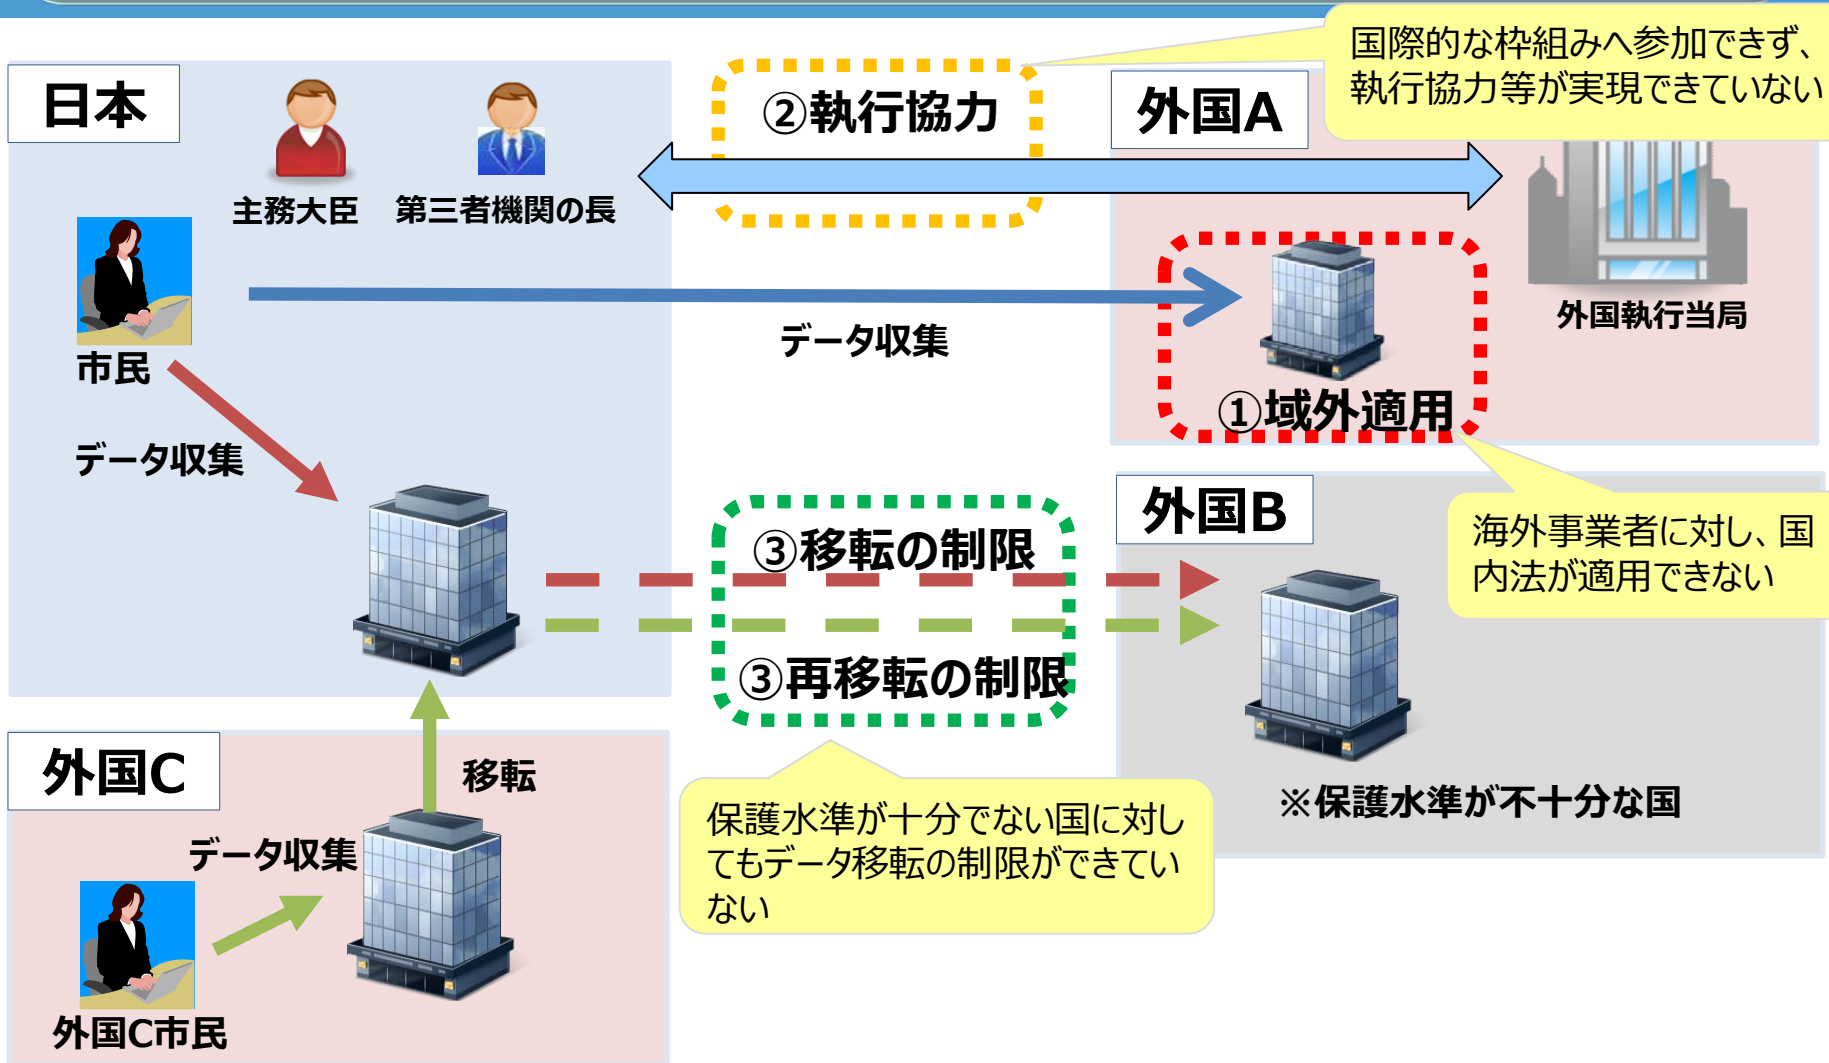 国際的な枠組みへ参加できず、
執行協力等が実現できていない
日本
②執行協力
外国A
主務大臣
第三者機関の長
外国執行当局
市民
データ収集
データ収集
①域外適用
外国B
海外事業者に対し、国
内法が適用できない
③移転の制限
③再移転の制限
※保護水準が不十分な国
外国C
移転
データ収集
保護水準が十分でない国に対し
てもデータ移転の制限ができてい
ない
外国C市民